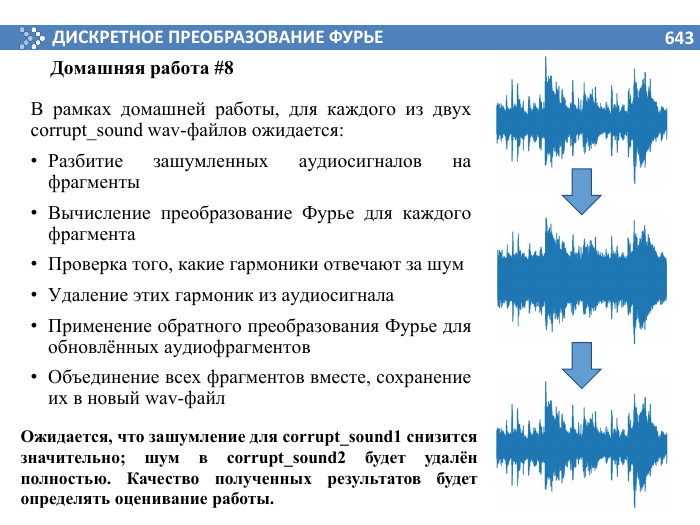 ДИСКРЕТНОЕ ПРЕОБРАЗОВАНИЕ ФУРЬЕ
643
Домашняя работа #8
В рамках домашней работы, для каждого из двух
corrupt_sound wav-файлов ожидается:
• Разбитие зашумленных аудиосигналов на
фрагменты
• Вычисление преобразование Фурье для каждого
фрагмента
• Проверка того, какие гармоники отвечают за шум
• Удаление этих гармоник из аудиосигнала
• Применение обратного преобразования Фурье для
обновлённых аудиофрагментов
• Объединение всех фрагментов вместе, сохранение
их в новый wav-файл
Ожидается, что зашумление для corrupt_sound1 снизится
значительно; шум в corrupt_sound2 будет удалён
полностью. Качество полученных результатов будет
определять оценивание работы.